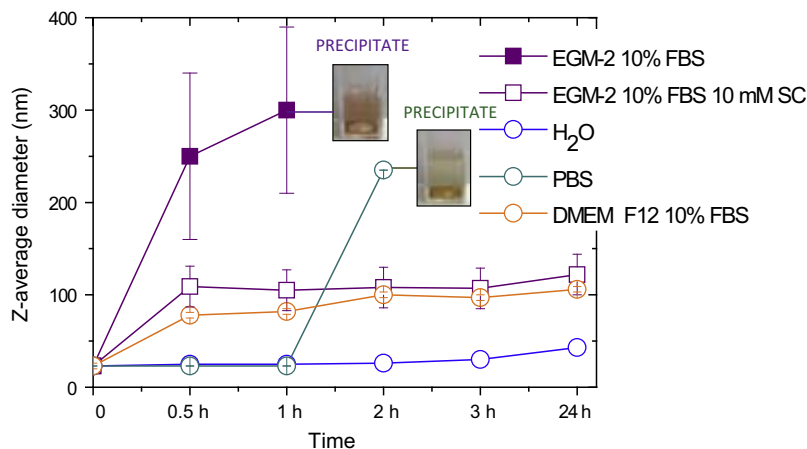 Z-average diameter (nm)
400
300
200
100
0
PRECIPITATE
PRECIPITATE
EGM-2 10% FBS
EGM-2 10% FBS 10 mM SC
H₂O
PBS
DMEM F12 10% FBS
0 0.5 h 1 h 2 h 3 h 24 h
Time